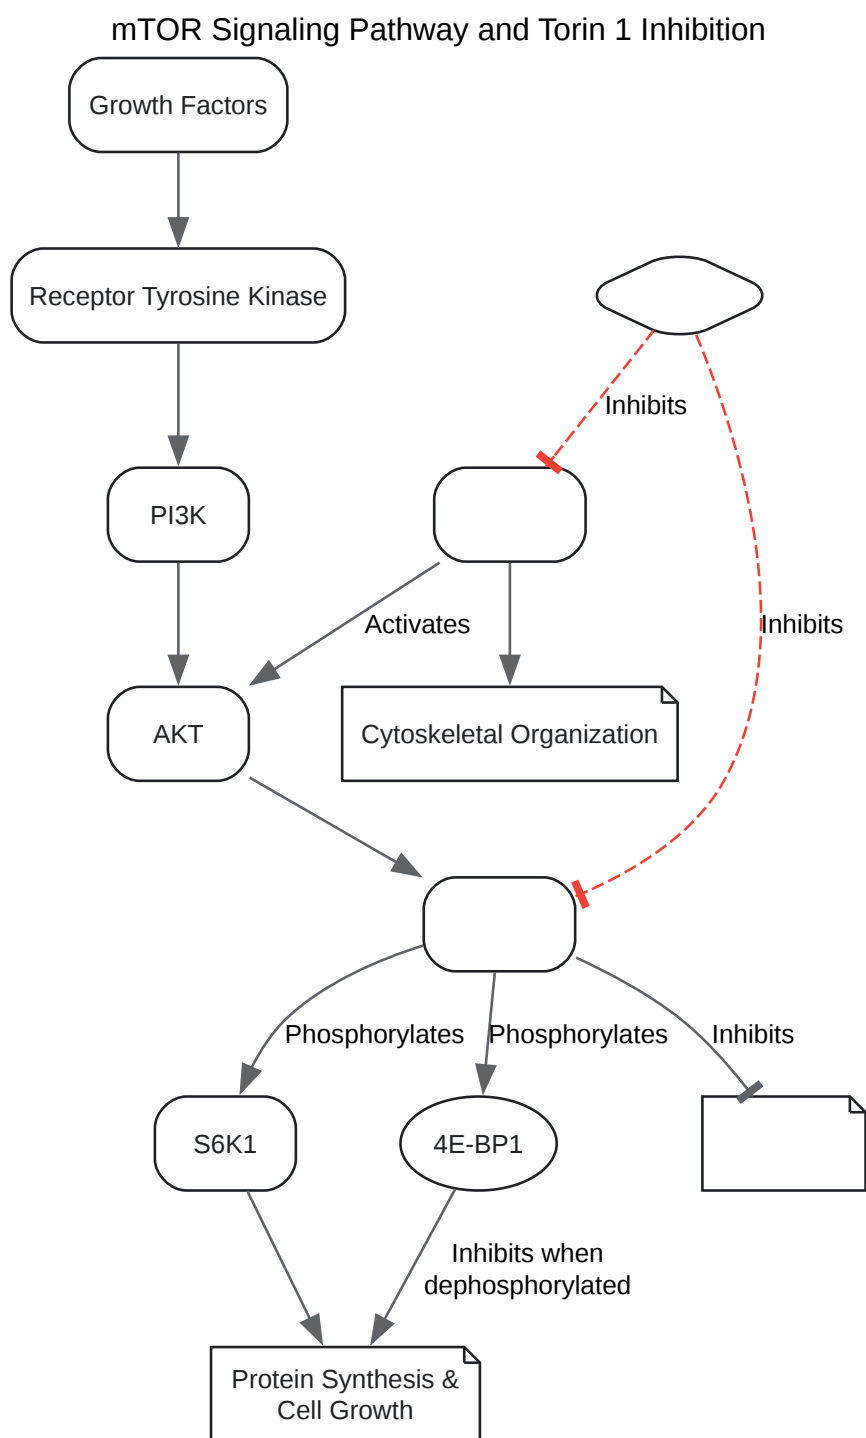 mTOR Signaling Pathway and Torin 1 Inhibition
Growth Factors
Receptor Tyrosine Kinase
Inhibits
PI3K
Activates
Inhibits
AKT
Cytoskeletal Organization
Phosphorylates
Phosphorylates
Inhibits
S6K1
4E-BP1
Inhibits when
dephosphorylated
Protein Synthesis &
Cell Growth